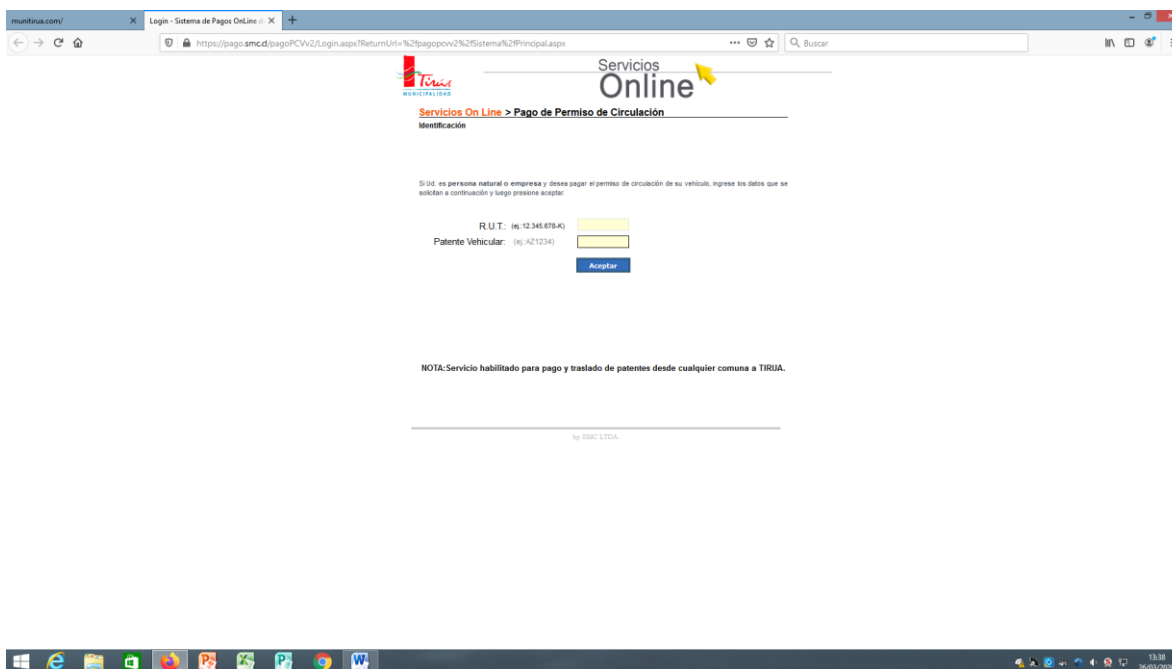 munitirua.com/
Login - Sistema de Pagos OnLine d
https://pago.smc.cl/pagoPCVv2/Login.aspx?ReturnUrl=%2fpagopcvv2%2fSistema%2fPrincipal.aspx
Buscar
Tirúa
MUNICIPALIDAD
Servicios
Online
Servicios On Line > Pago de Permiso de Circulación
Identificación
Si Ud. es persona natural o empresa y desea pagar el permiso de circulación de su vehículo, ingrese los datos que se
solicitan a continuación y luego presione aceptar.
R.U.T.: (ej.:12.345.678-K)
Patente Vehicular: (ej.:AZ1234)
Aceptar
NOTA:Servicio habilitado para pago y traslado de patentes desde cualquier comuna a TIRUA.
by SMC LTDA.
13:38